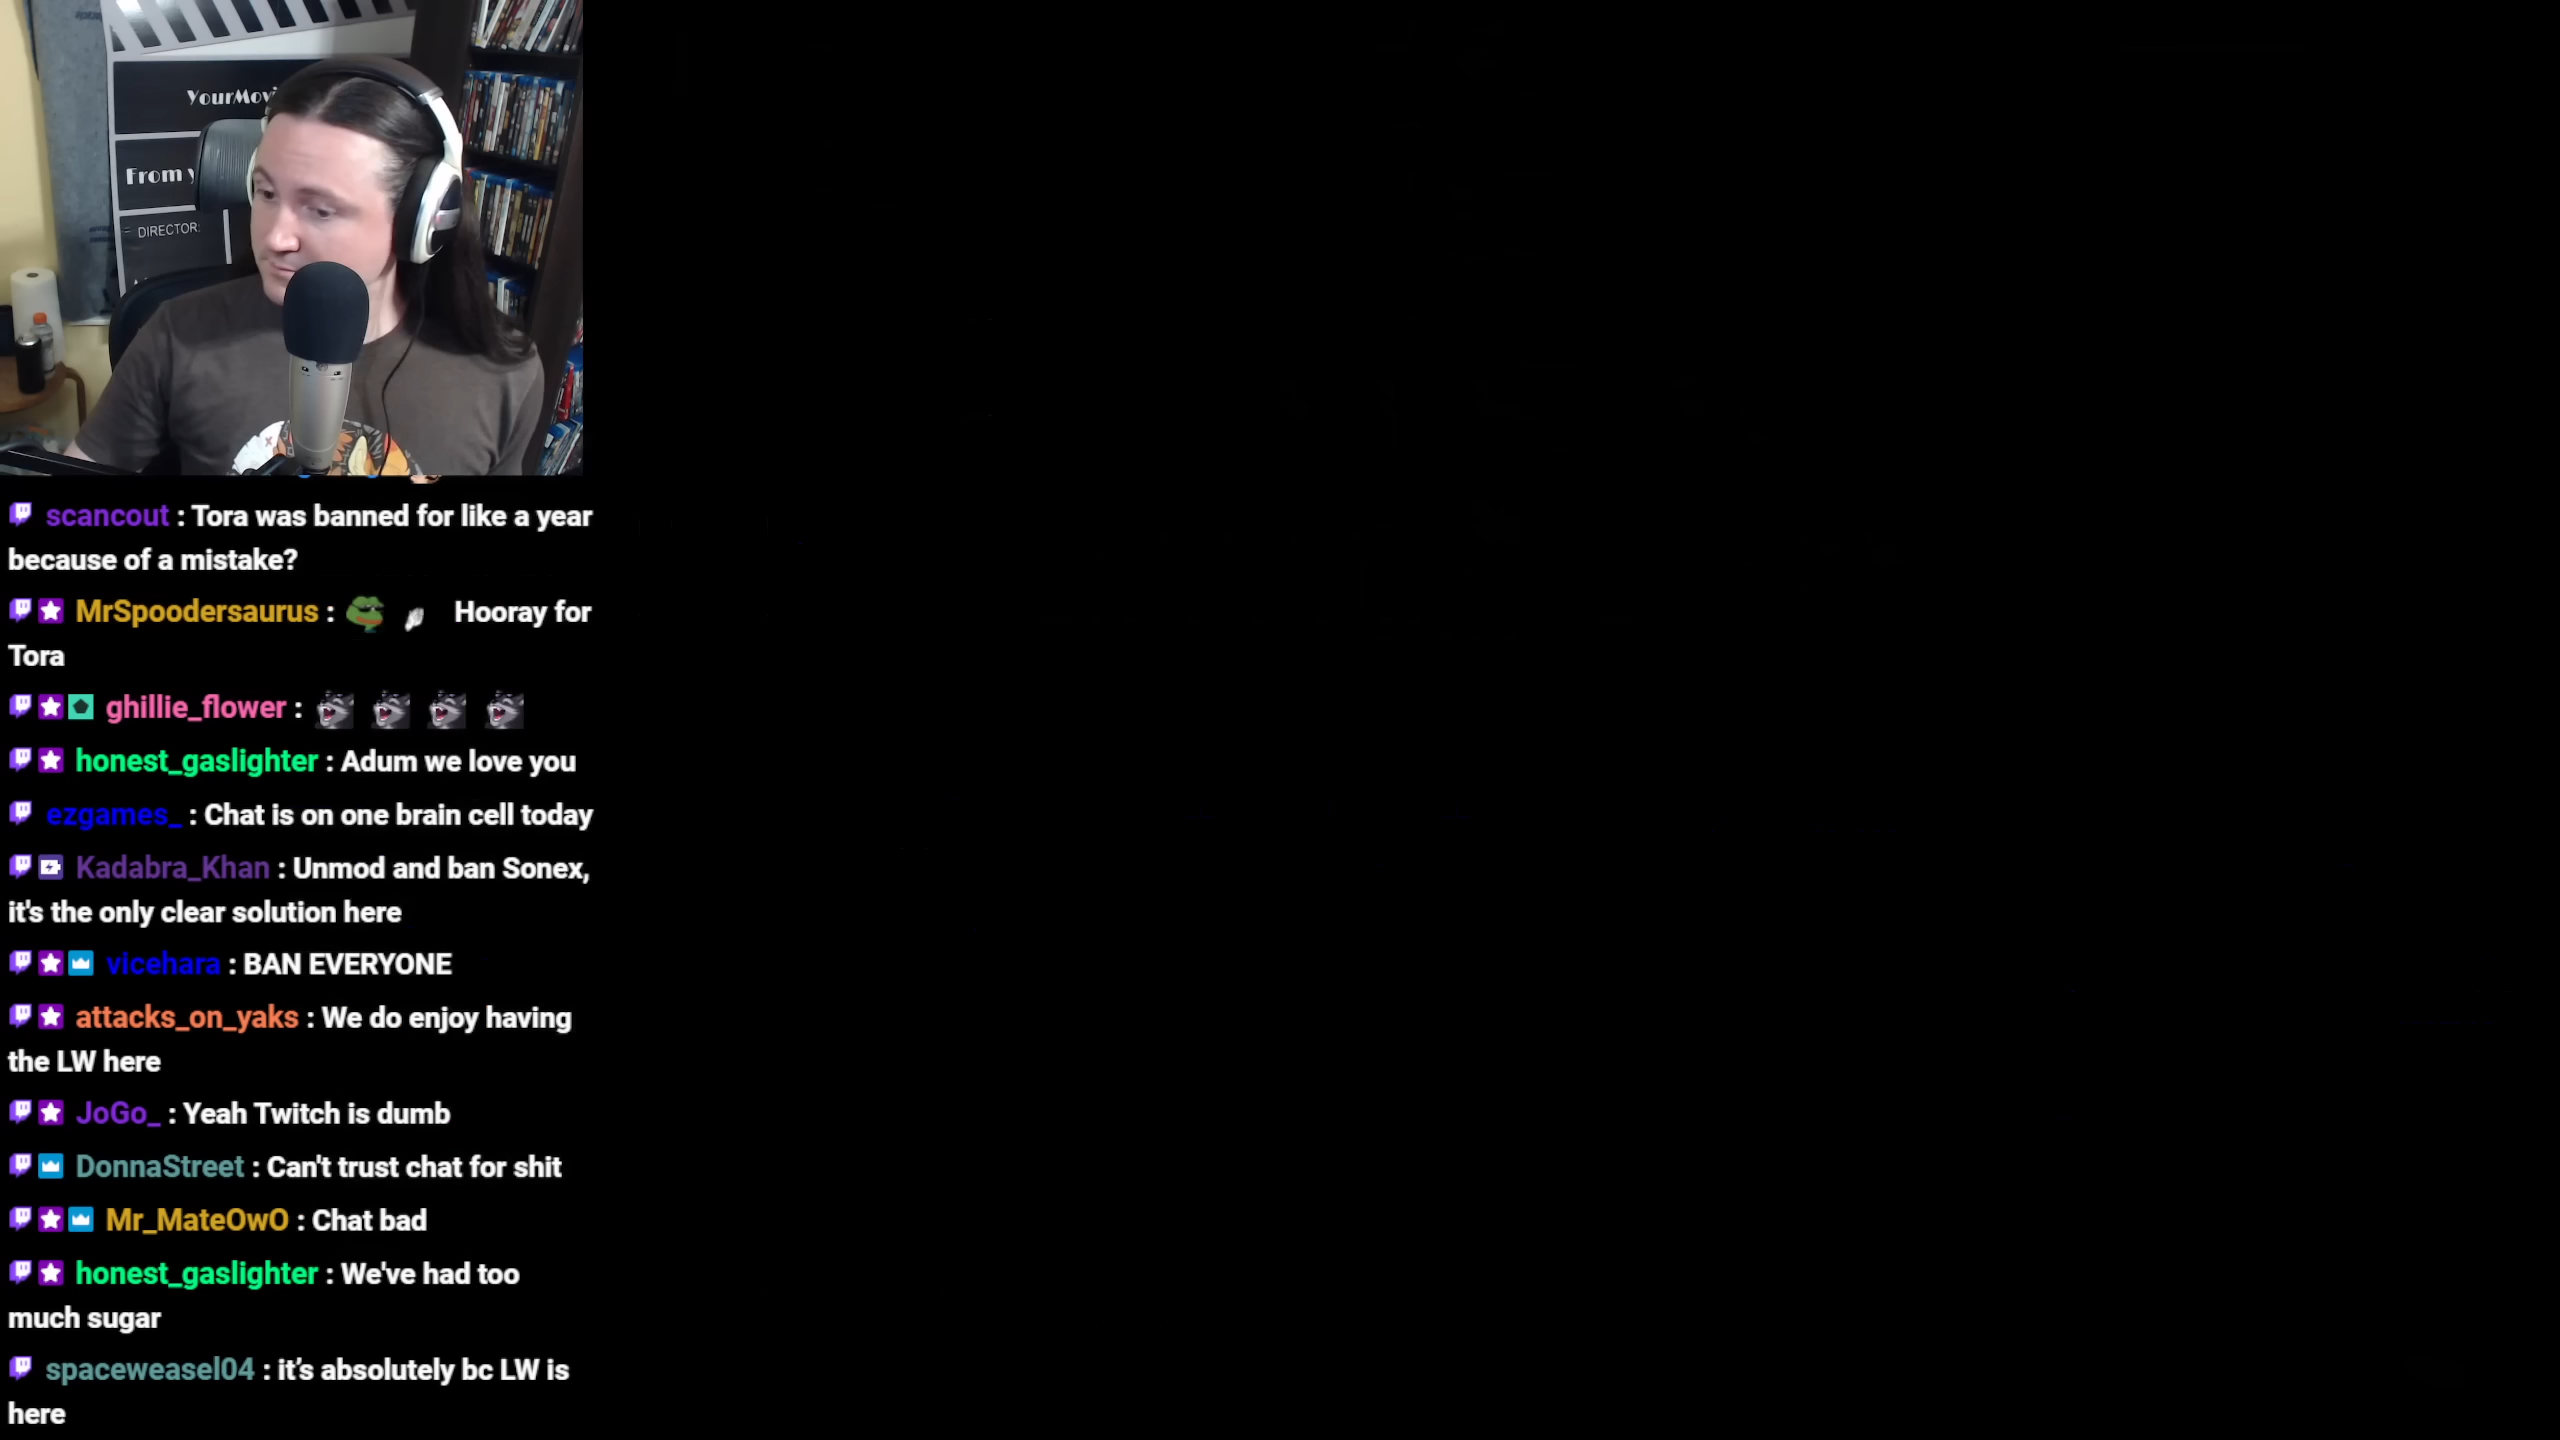 YourMovi
From y
DIRECTOR:
scancout : Tora was banned for like a year
because of a mistake?
MrSpoodersaurus : Hooray for
Tora
ghillie_flower :
honest_gaslighter : Adum we love you
ezgames_ : Chat is on one brain cell today
Kadabra_Khan : Unmod and ban Sonex,
it's the only clear solution here
vicehara : BAN EVERYONE
attacks_on_yaks : We do enjoy having
the LW here
JoGo_ : Yeah Twitch is dumb
DonnaStreet : Can't trust chat for shit
Mr_MateOwO : Chat bad
honest_gaslighter : We've had too
much sugar
spaceweasel04 : it’s absolutely bc LW is
here